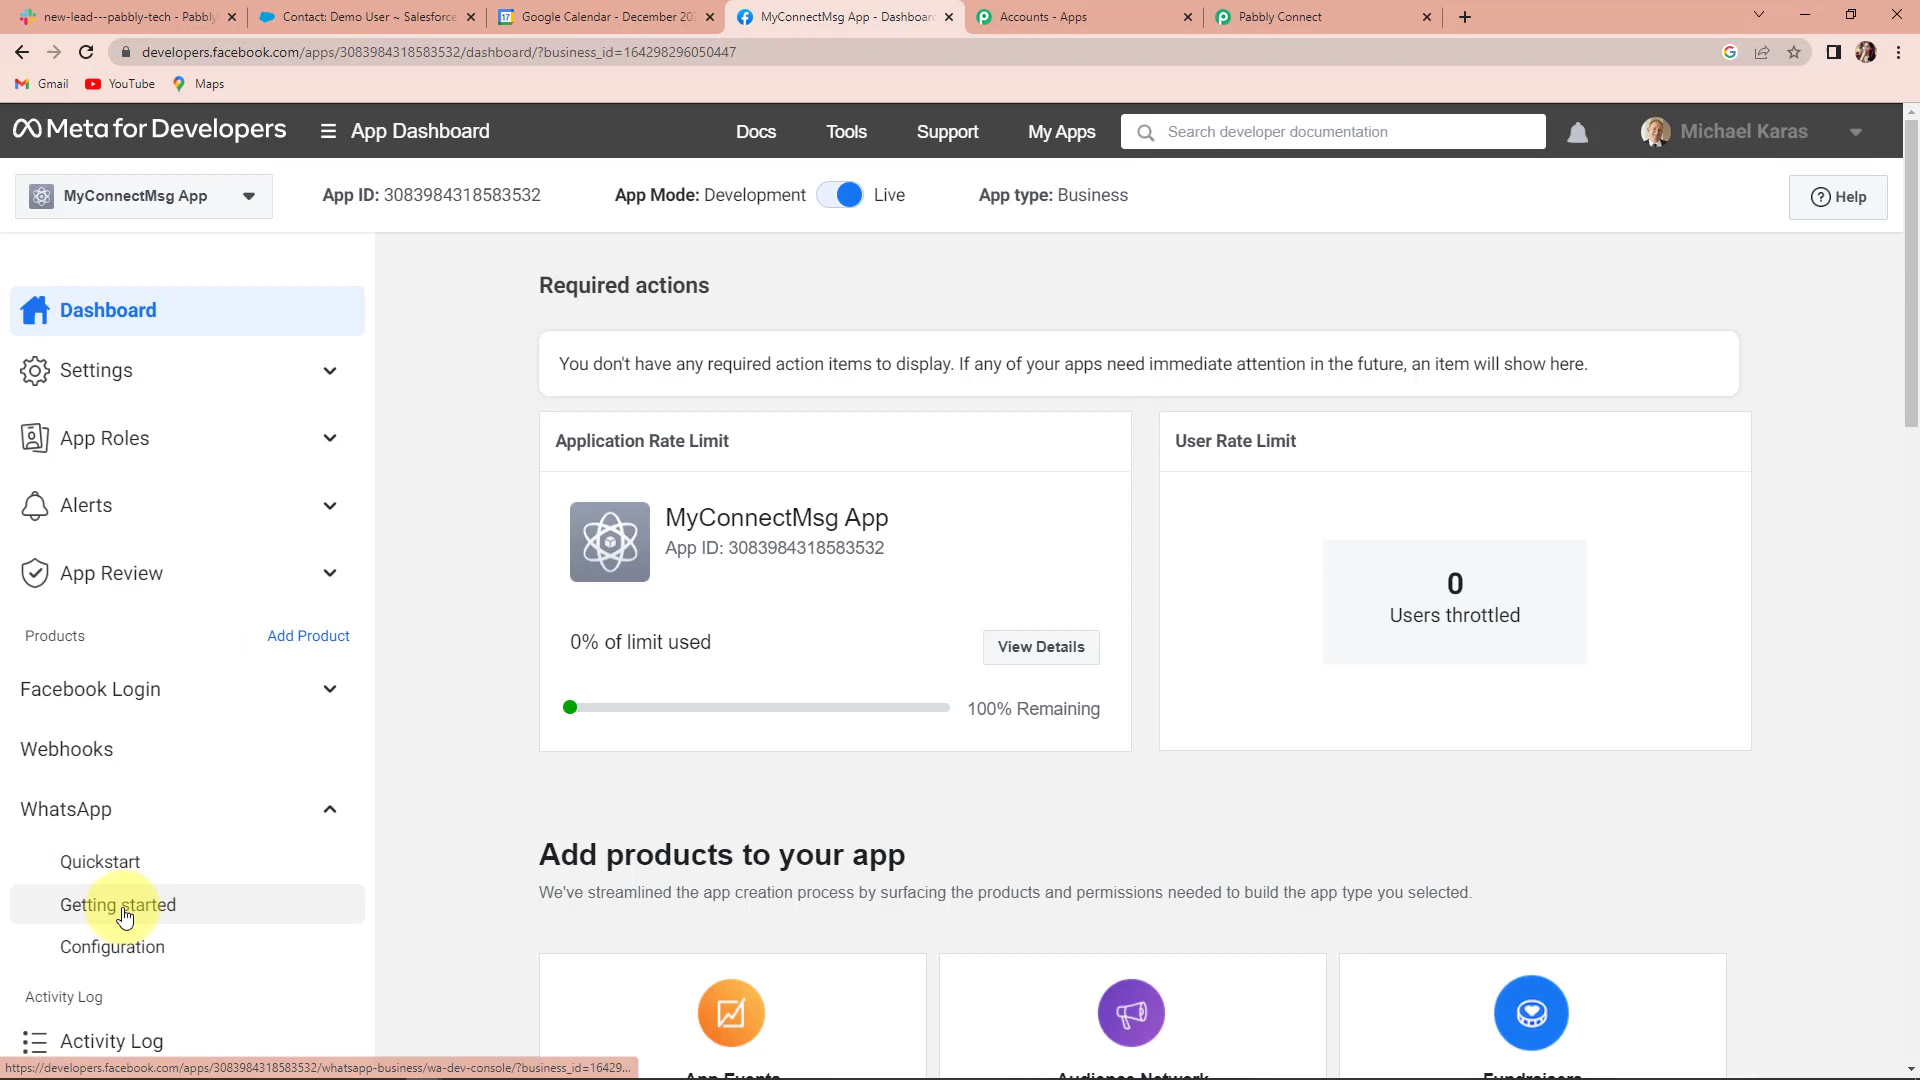 new-lead---pabbly-tech - Pabbly
Contact: Demo User ~ Salesforce
Google Calendar - December 20
MyConnectMsg App - Dashboard
Accounts - Apps
Pabbly Connect
developers.facebook.com/apps/3083984318583532/dashboard/?business_id=164298296050447
Gmail
YouTube
Maps
Meta for Developers
App Dashboard
Docs
Tools
Support
My Apps
Search developer documentation
Michael Karas
MyConnectMsg App
App ID: 3083984318583532
App Mode: Development
Live
App type: Business
Help
Dashboard
Settings
App Roles
Alerts
App Review
Products
Add Product
Facebook Login
Webhooks
WhatsApp
Quickstart
Getting started
Configuration
Activity Log
Activity Log
Required actions
You don't have any required action items to display. If any of your apps need immediate attention in the future, an item will show here.
Application Rate Limit
MyConnectMsg App
App ID: 3083984318583532
0% of limit used
View Details
100% Remaining
User Rate Limit
0
Users throttled
Add products to your app
We've streamlined the app creation process by surfacing the products and permissions needed to build the app type you selected.
App Events
Audience Network
Fundraisers
https://developers.facebook.com/apps/3083984318583532/whatsapp-business/wa-dev-console/?business_id=16429...